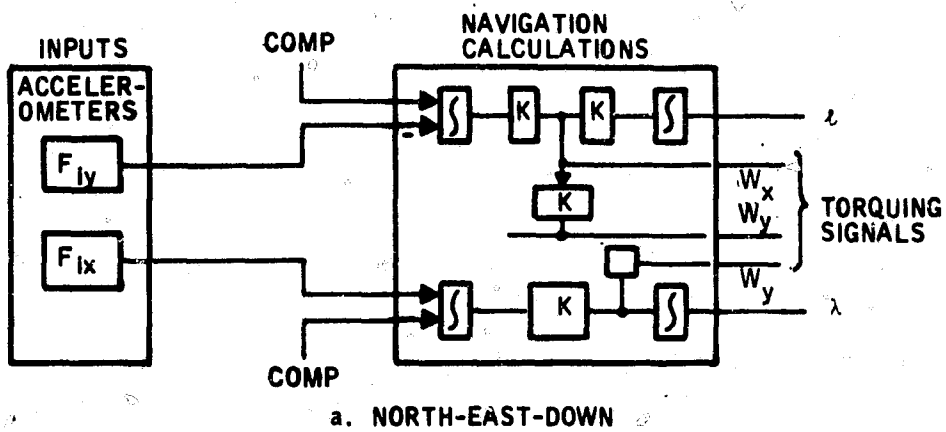 INPUTS
COMP
NAVIGATION
CALCULATIONS
ACCELER-
OMETERS
∫ K K ∫ ℓ
-
F_iy
W_x
K
W_y
TORQUING
SIGNALS
F_ix
W_y
∫ K ∫ λ
COMP
a. NORTH-EAST-DOWN